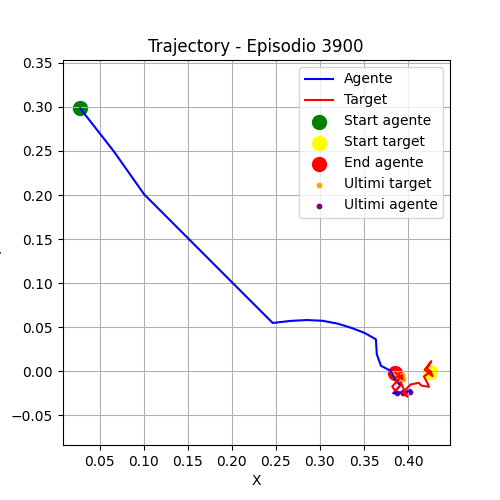 Trajectory - Episodio 3900
Agente
Target
Start agente
Start target
End agente
Ultimi target
Ultimi agente
0.35
0.30
0.25
0.20
0.15
0.10
0.05
0.00
−0.05
0.05 0.10 0.15 0.20 0.25 0.30 0.35 0.40
X